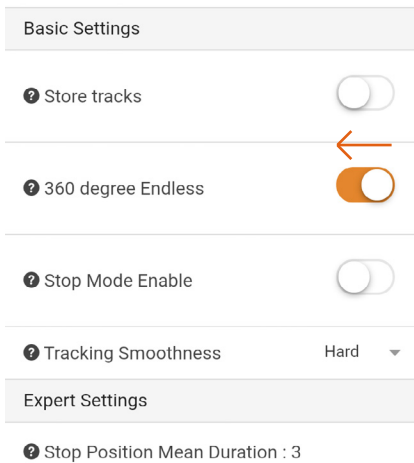 Basic Settings
? Store tracks
? 360 degree Endless
? Stop Mode Enable
? Tracking Smoothness Hard
Expert Settings
? Stop Position Mean Duration : 3